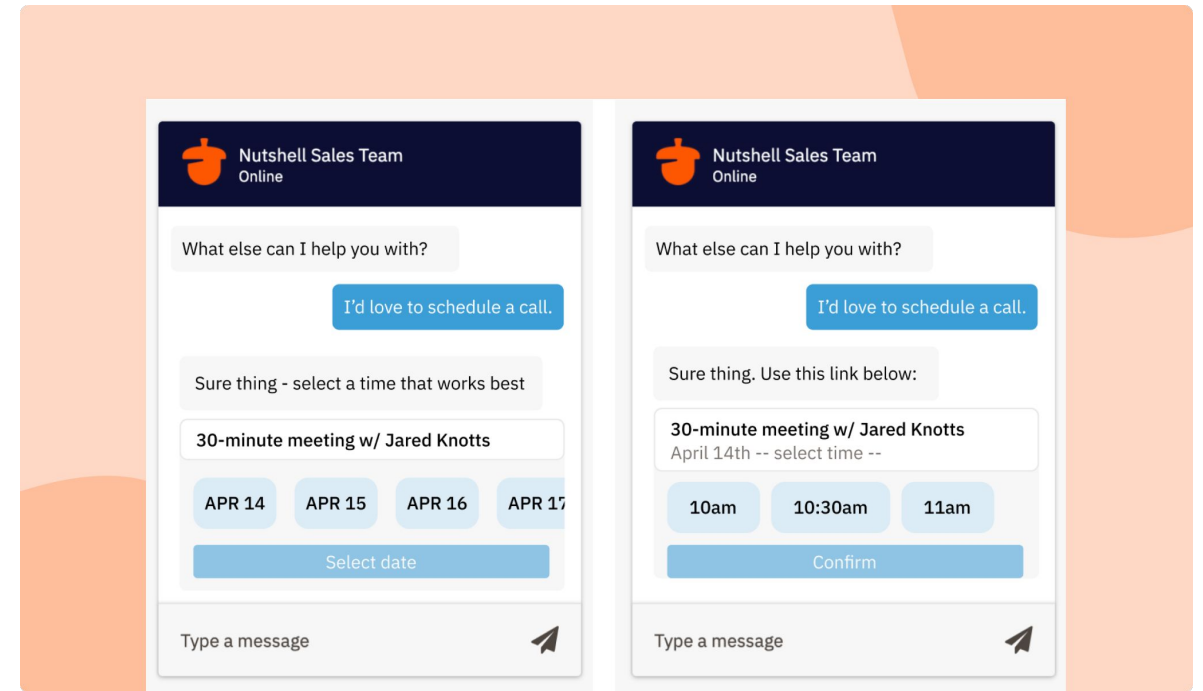 Nutshell Sales Team
Online
What else can I help you with?
I'd love to schedule a call.
Sure thing - select a time that works best
30-minute meeting w/ Jared Knotts
APR 14 APR 15 APR 16 APR 17
Select date
Type a message
Nutshell Sales Team
Online
What else can I help you with?
I'd love to schedule a call.
Sure thing. Use this link below:
30-minute meeting w/ Jared Knotts
April 14th -- select time --
10am 10:30am 11am
Confirm
Type a message